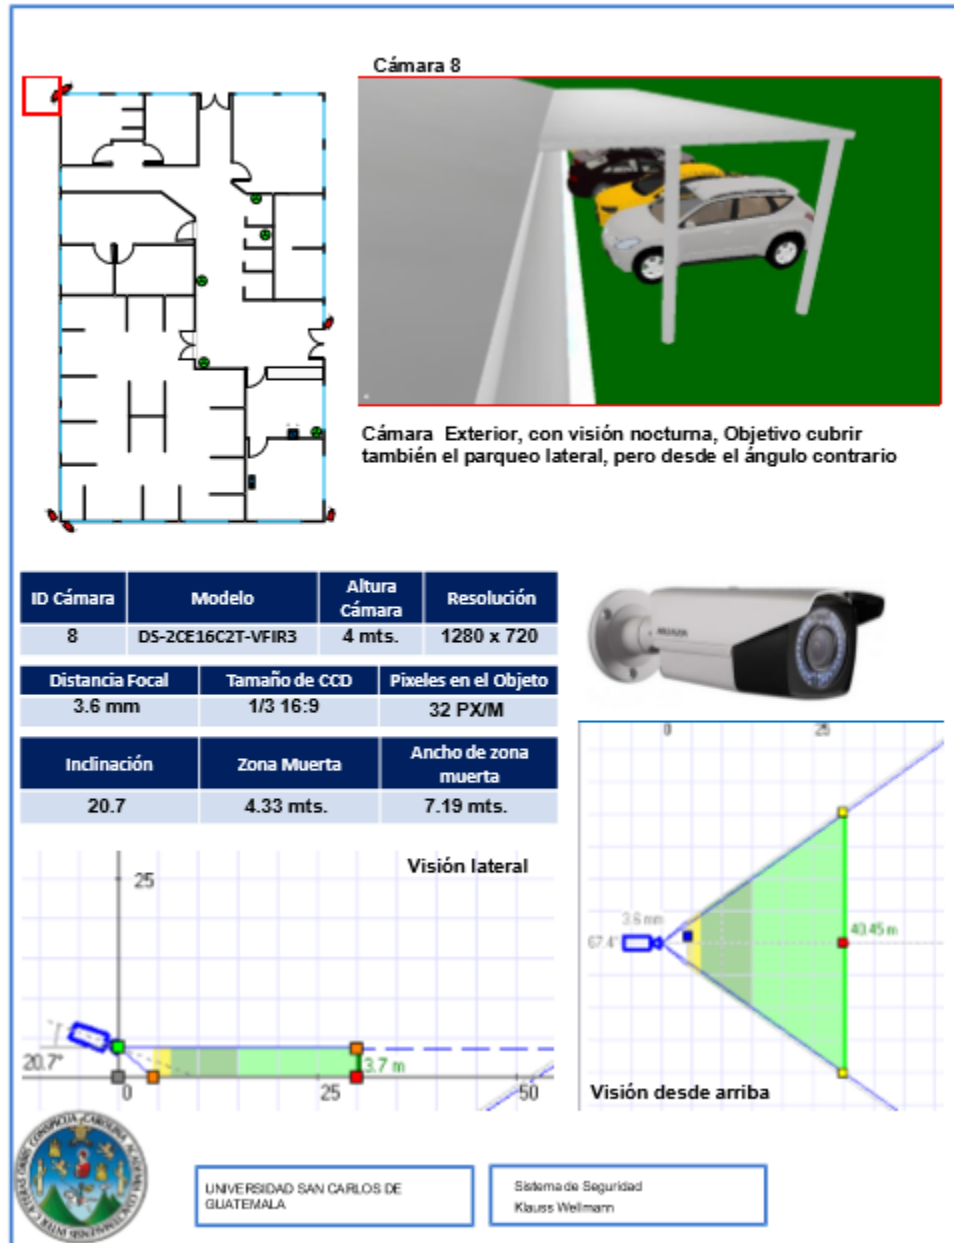 Cámara 8
Cámara Exterior, con visión nocturna, Objetivo cubrir
también el parqueo lateral, pero desde el ángulo contrario
ID Cámara Modelo Altura Cámara Resolución
8 DS-2CE16C2T-VFIR3 4 mts. 1280 x 720
Distancia Focal Tamaño de CCD Pixeles en el Objeto
3.6 mm 1/3 16:9 32 PX/M
Inclinación Zona Muerta Ancho de zona muerta
20.7 4.33 mts. 7.19 mts.
HIKVISION
0 25
3.6 mm
67.4°
40.45 m
Visión desde arriba
Visión lateral
25
20.7°
3.7 m
0 25 50
UNIVERSIDAD SAN CARLOS DE
GUATEMALA
Sistema de Seguridad
Klauss Wellmann